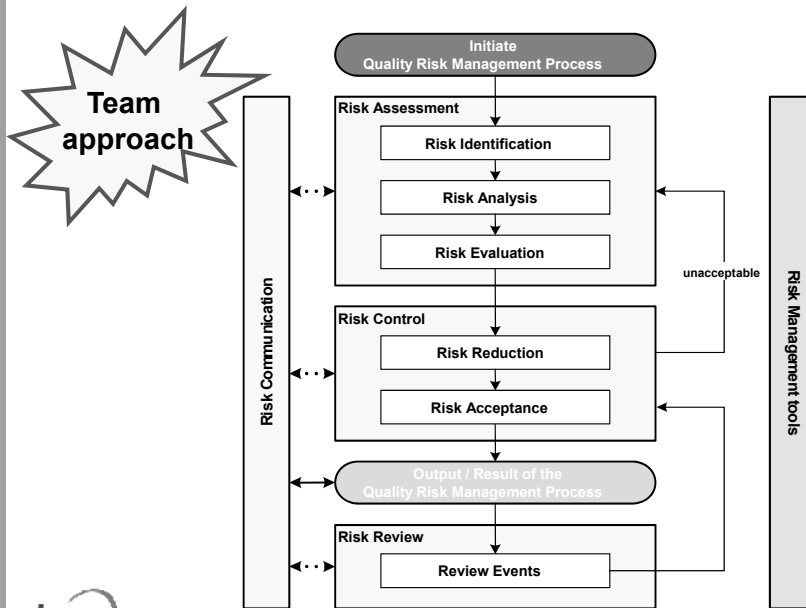 Team
approach
Initiate
Quality Risk Management Process
Risk Assessment
Risk Identification
Risk Analysis
Risk Evaluation
unacceptable
Risk Communication
Risk Management tools
Risk Control
Risk Reduction
Risk Acceptance
Output / Result of the
Quality Risk Management Process
Risk Review
Review Events